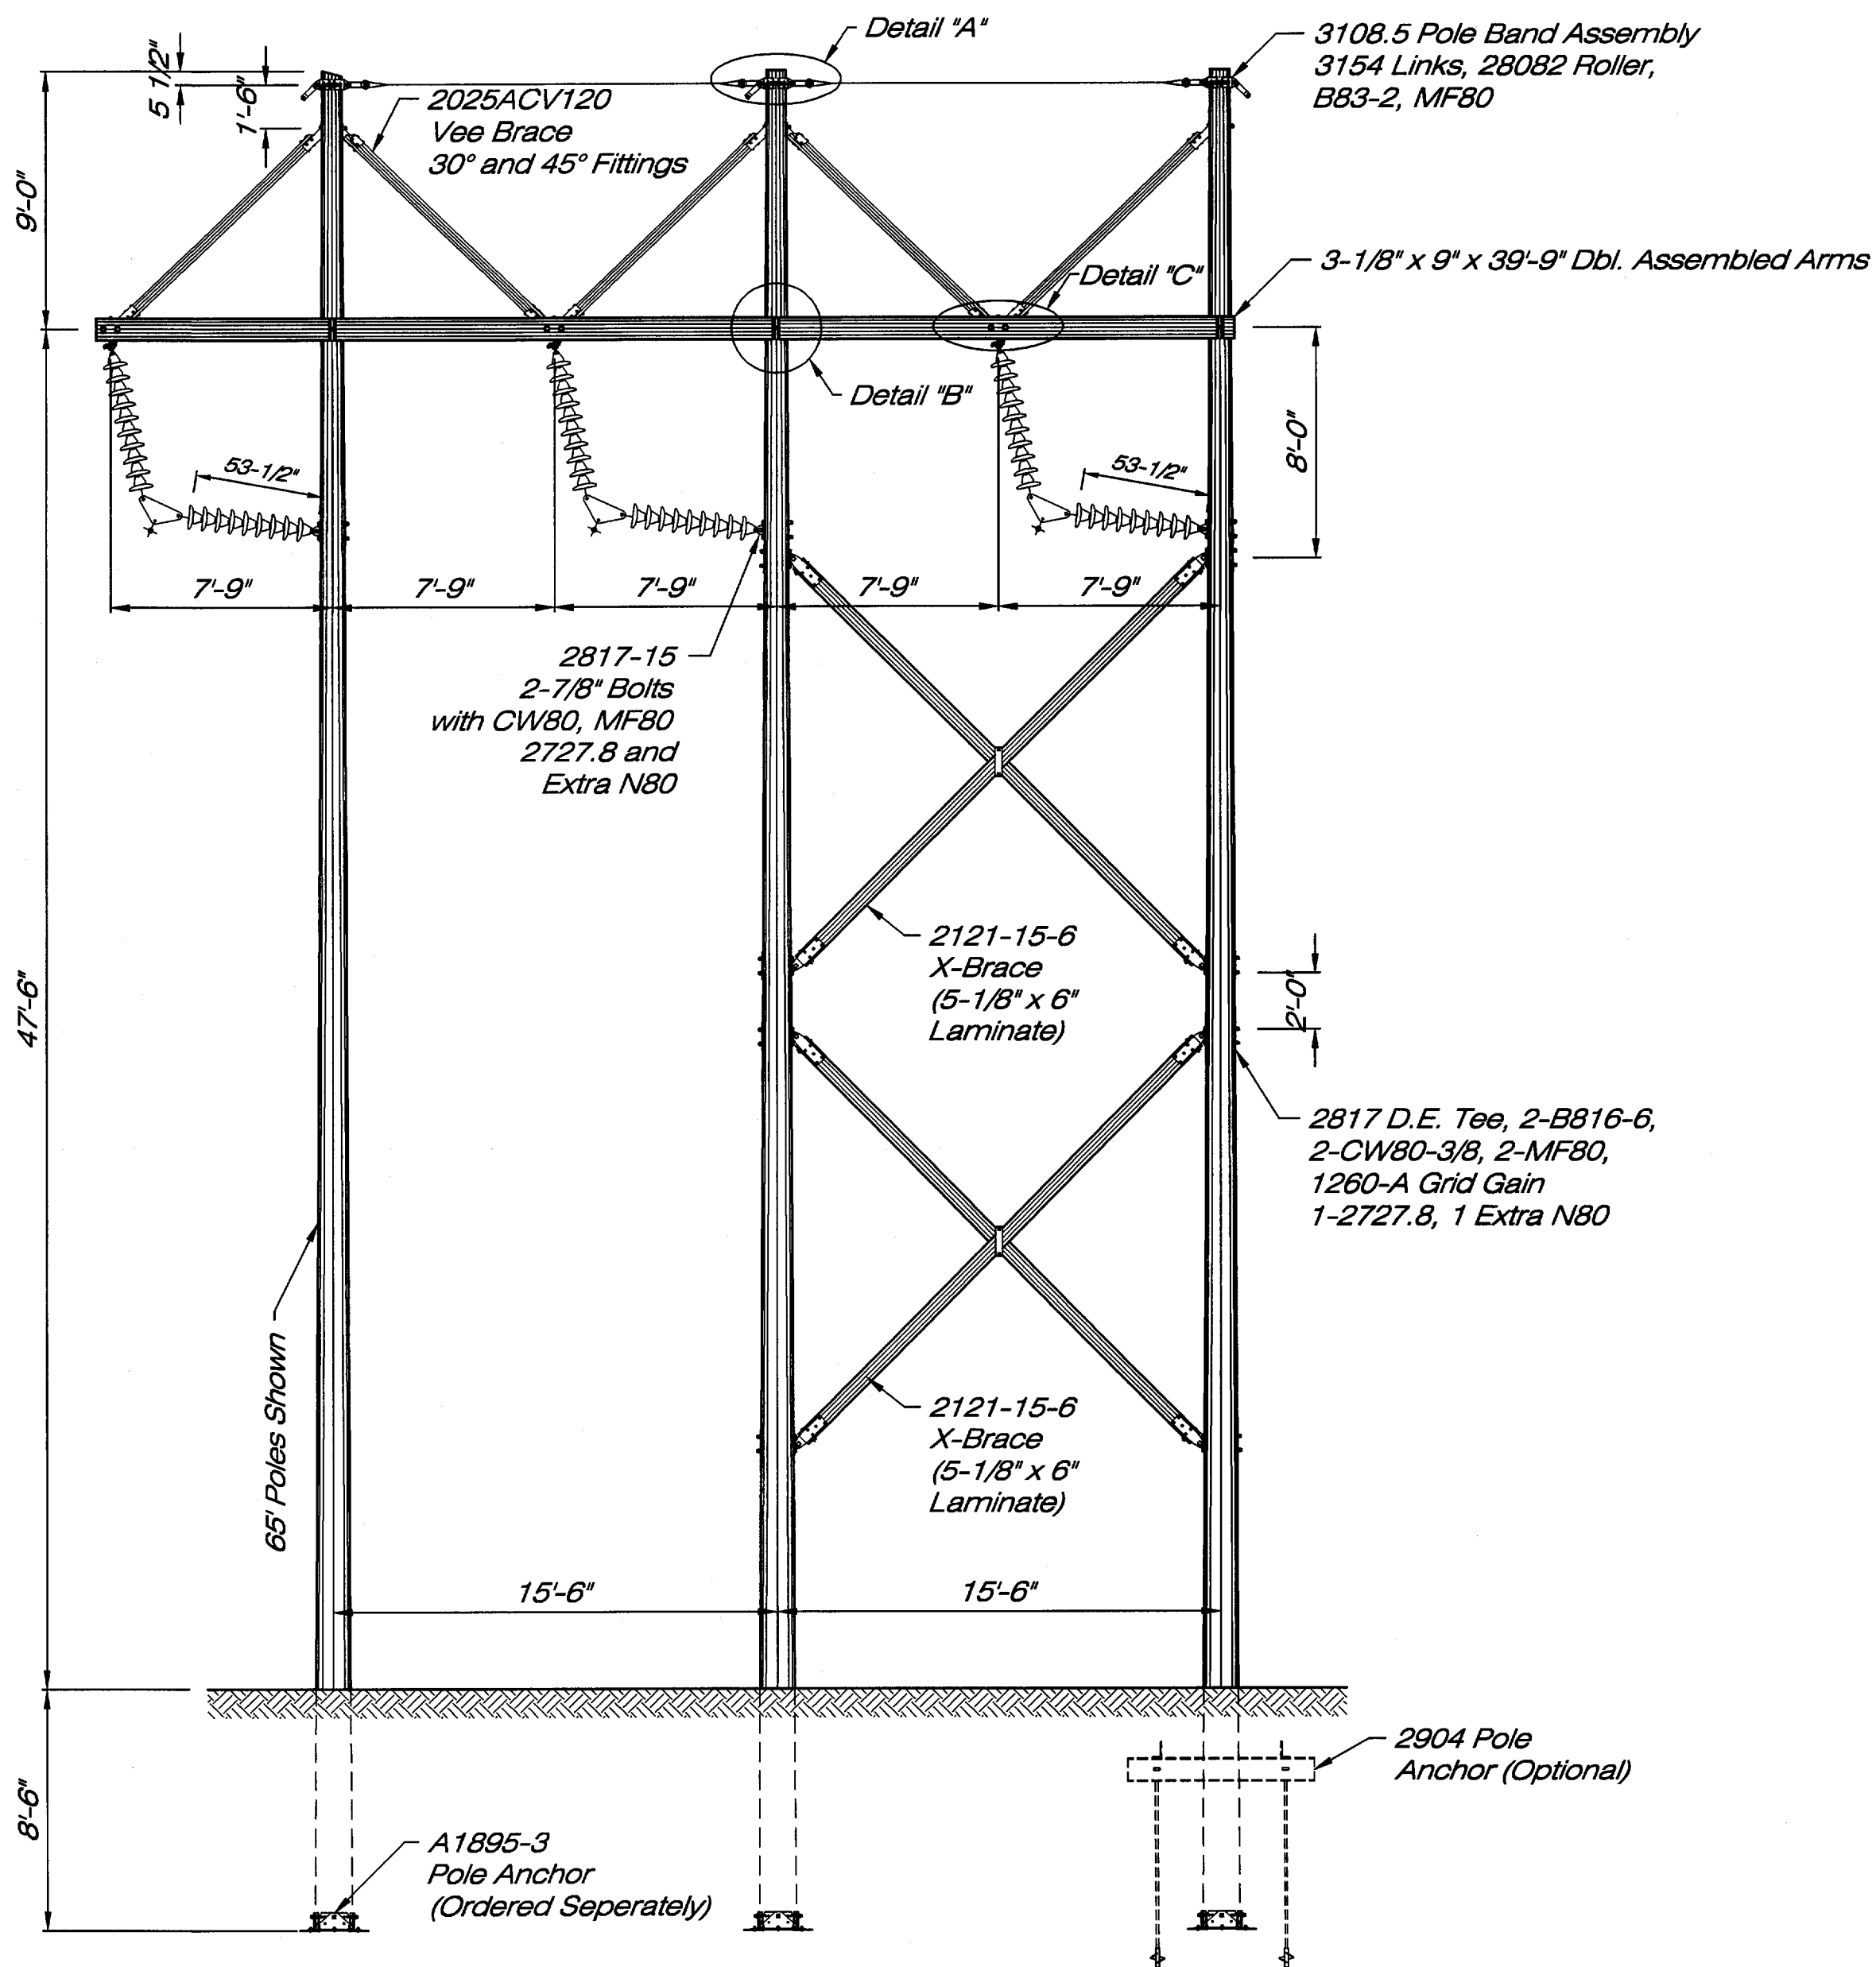 Detail "A"
3108.5 Pole Band Assembly
3154 Links, 28082 Roller,
B83-2, MF80
5 1/2"
1'-6"
2025ACV120
Vee Brace
30° and 45° Fittings
9'-0"
3-1/8" x 9" x 39'-9" Dbl. Assembled Arms
Detail "C"
Detail "B"
8'-0"
53-1/2"
53-1/2"
7'-9"
7'-9"
7'-9"
7'-9"
7'-9"
2817-15
2-7/8" Bolts
with CW80, MF80
2727.8 and
Extra N80
47'-6"
2121-15-6
X-Brace
(5-1/8" x 6"
Laminate)
2'-0"
2817 D.E. Tee, 2-B816-6,
2-CW80-3/8, 2-MF80,
1260-A Grid Gain
1-2727.8, 1 Extra N80
65' Poles Shown
2121-15-6
X-Brace
(5-1/8" x 6"
Laminate)
15'-6"
15'-6"
2904 Pole
Anchor (Optional)
8'-6"
A1895-3
Pole Anchor
(Ordered Seperately)